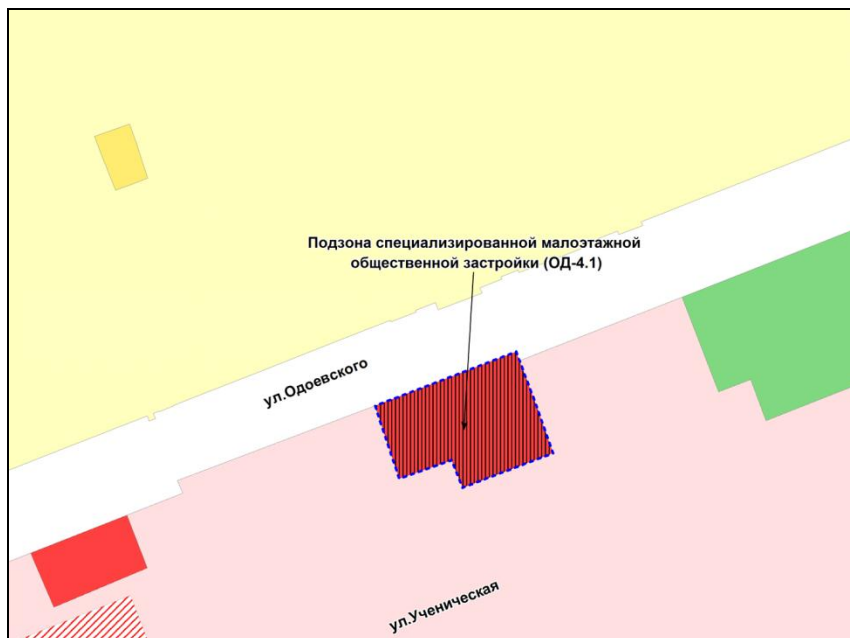 Подзона специализированной малоэтажной
общественной застройки (ОД-4.1)
ул.Одоевского
ул.Ученическая